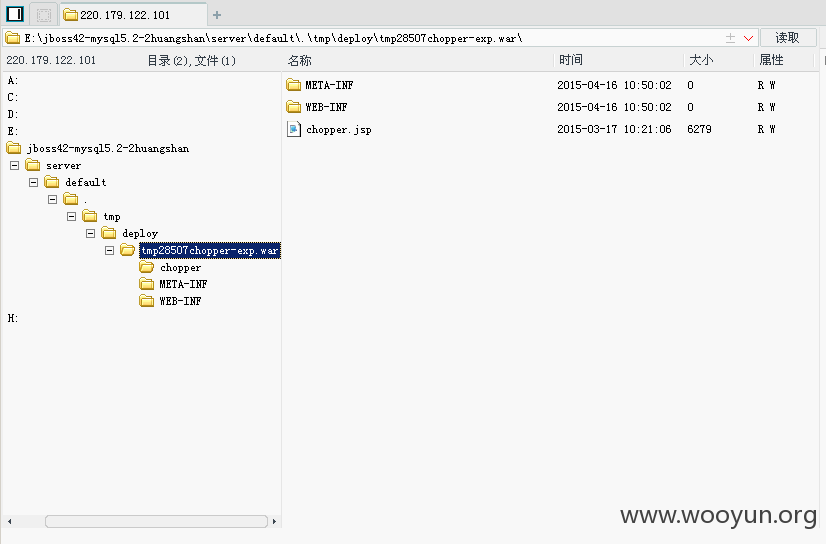 220.179.122.101
E:\jboss42-mysql5.2-2huangshan\server\default\.\tmp\deploy\tmp28507chopper-exp.war\ 读取
220.179.122.101 目录(2),文件(1) 名称 时间 大小 属性
A:
C:
D:
E:
jboss42-mysql5.2-2huangshan
server
default
.
tmp
deploy
tmp28507chopper-exp.war
chopper
META-INF
WEB-INF
H:
META-INF 2015-04-16 10:50:02 0 R W
WEB-INF 2015-04-16 10:50:02 0 R W
chopper.jsp 2015-03-17 10:21:06 6279 R W
www.wooyun.org